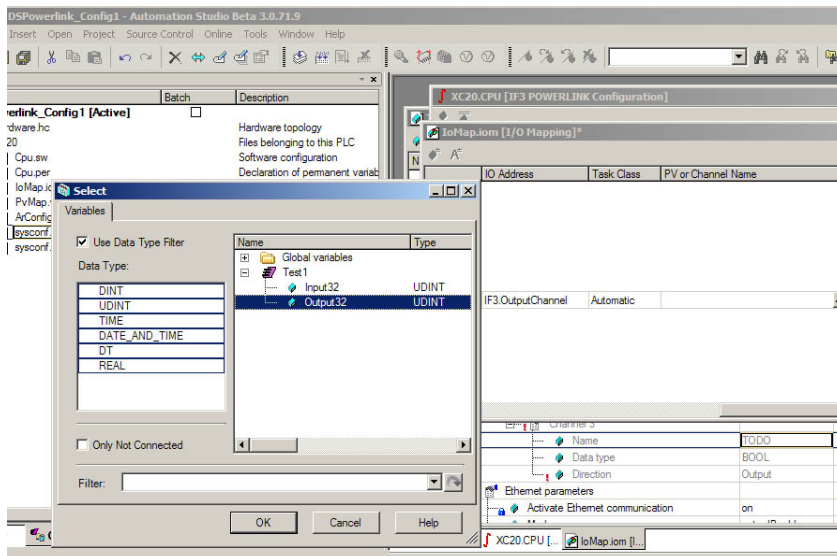 DSPowerlink_Config1 - Automation Studio Beta 3.0.71.9
Insert Open Project Source Control Online Tools Window Help
Batch Description
verlink_Config1 [Active]
rdware.hc Hardware topology
20 Files belonging to this PLC
Cpu.sw Software configuration
Cpu.per Declaration of permanent variab
IoMap.ic
PvMap.
ArConfig
sysconf.
sysconf.
XC20.CPU [IF3 POWERLINK Configuration]
IoMap.iom [I/O Mapping]*
N
IO Address Task Class PV or Channel Name
IF3.OutputChannel Automatic
Select
Variables
Use Data Type Filter
Data Type:
DINT
UDINT
TIME
DATE_AND_TIME
DT
REAL
Only Not Connected
Name Type
Global variables
Test1
Input32 UDINT
Output32 UDINT
Filter:
OK Cancel Help
Channel 3
Name TODO
Data type BOOL
Direction Output
Ethernet parameters
Activate Ethernet communication on
XC20.CPU [... IoMap.iom [I...